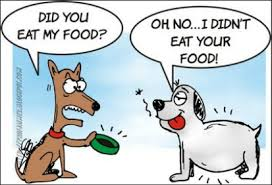 DID YOU
EAT MY FOOD?
OH NO...I DIDN'T
EAT YOUR
FOOD!